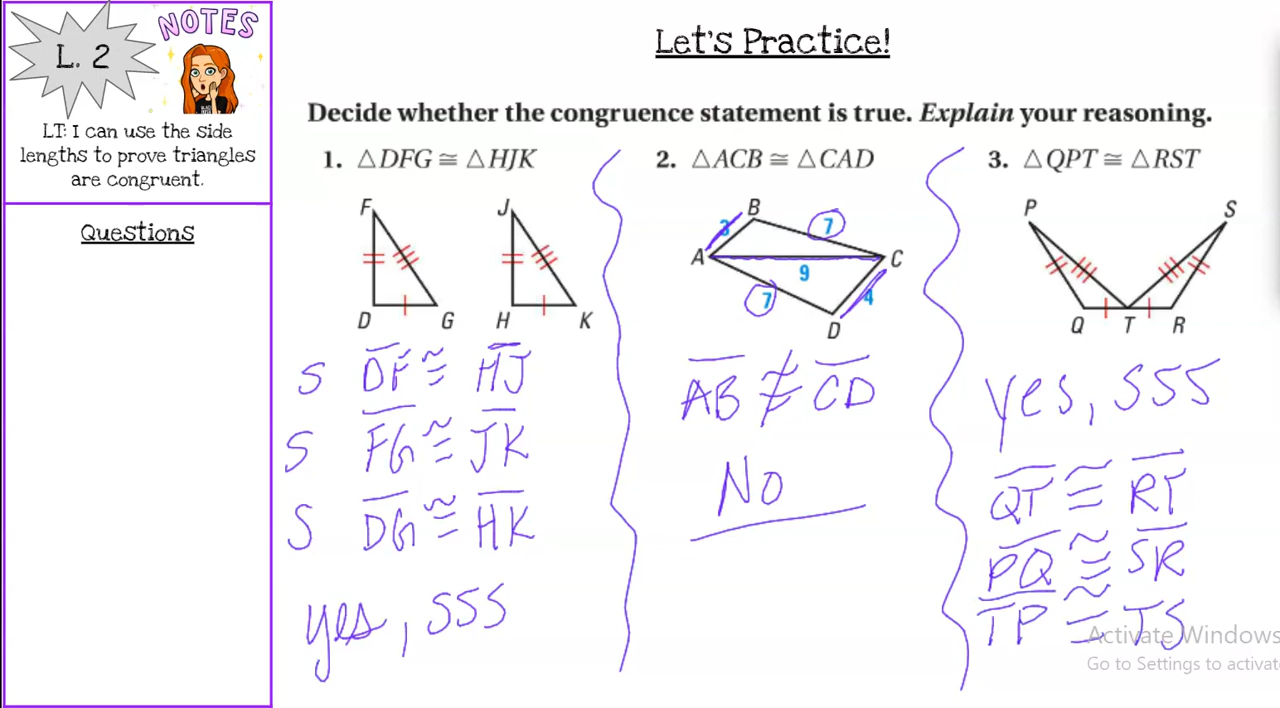 L. 2
NOTES
LT: I can use the side
lengths to prove triangles
are congruent.
Questions
Let's Practice!
Decide whether the congruence statement is true. Explain your reasoning.
1. △DFG ≅ △HJK
F
J
D
G
H
K
S DF ≅ HJ
S FG ≅ JK
S DG ≅ HK
yes, SSS
2. △ACB ≅ △CAD
B
3
7
A
C
9
7
4
D
AB ≇ CD
No
3. △QPT ≅ △RST
P
S
Q
T
R
yes, SSS
QT ≅ RT
PQ ≅ SR
TP ≅ TS
Activate Windows
Go to Settings to activat